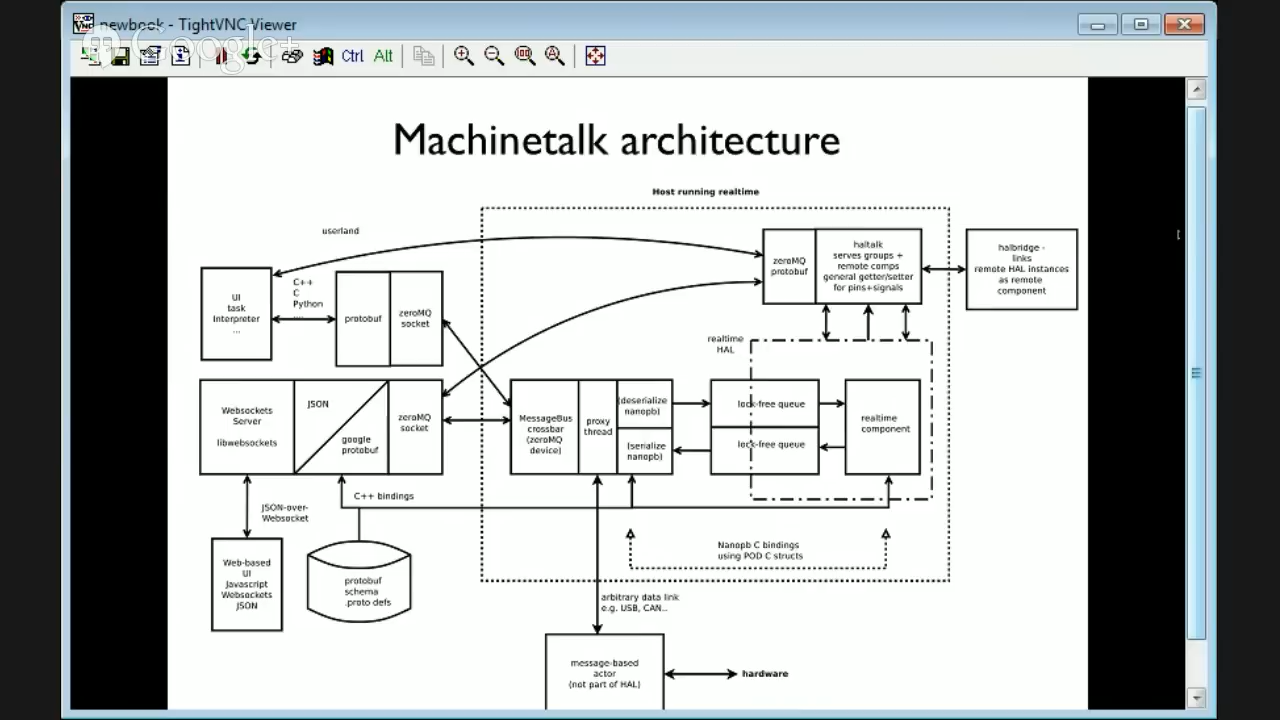 newbook - TightVNC Viewer
Google+
Ctrl Alt
Machinetalk architecture
Host running realtime
userland
UI
task
Interpreter
...
C++
C
Python
....
protobuf
zeroMQ
socket
zeroMQ
protobuf
haltalk
serves groups +
remote comps
general getter/setter
for pins+signals
halbridge -
links
remote HAL instances
as remote
component
realtime
HAL
Websockets
Server
libwebsockets
JSON
google
protobuf
zeroMQ
socket
MessageBus
crossbar
(zeroMQ
device)
proxy
thread
(deserialize
nanopb)
(serialize
nanopb)
lock-free queue
lock-free queue
realtime
component
C++ bindings
JSON-over-
Websocket
Web-based
UI
Javascript
Websockets
JSON
protobuf
schema
.proto defs
Nanopb C bindings
using POD C structs
arbitrary data link
e.g. USB, CAN..
message-based
actor
(not part of HAL)
hardware